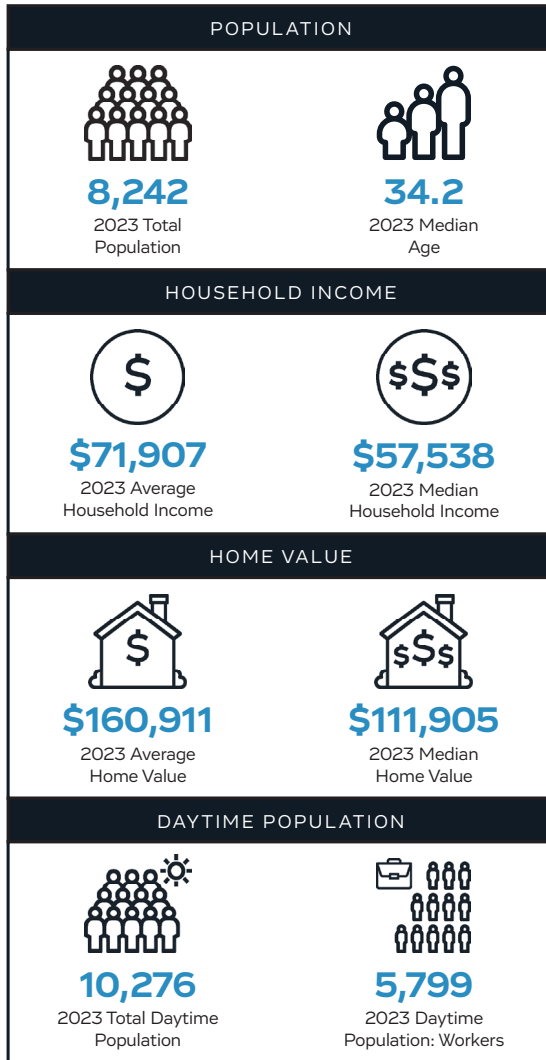 POPULATION
8,242
2023 Total
Population
34.2
2023 Median
Age
HOUSEHOLD INCOME
$
$71,907
2023 Average
Household Income
$$$
$57,538
2023 Median
Household Income
HOME VALUE
$
$160,911
2023 Average
Home Value
$$$
$111,905
2023 Median
Home Value
DAYTIME POPULATION
10,276
2023 Total Daytime
Population
5,799
2023 Daytime
Population: Workers